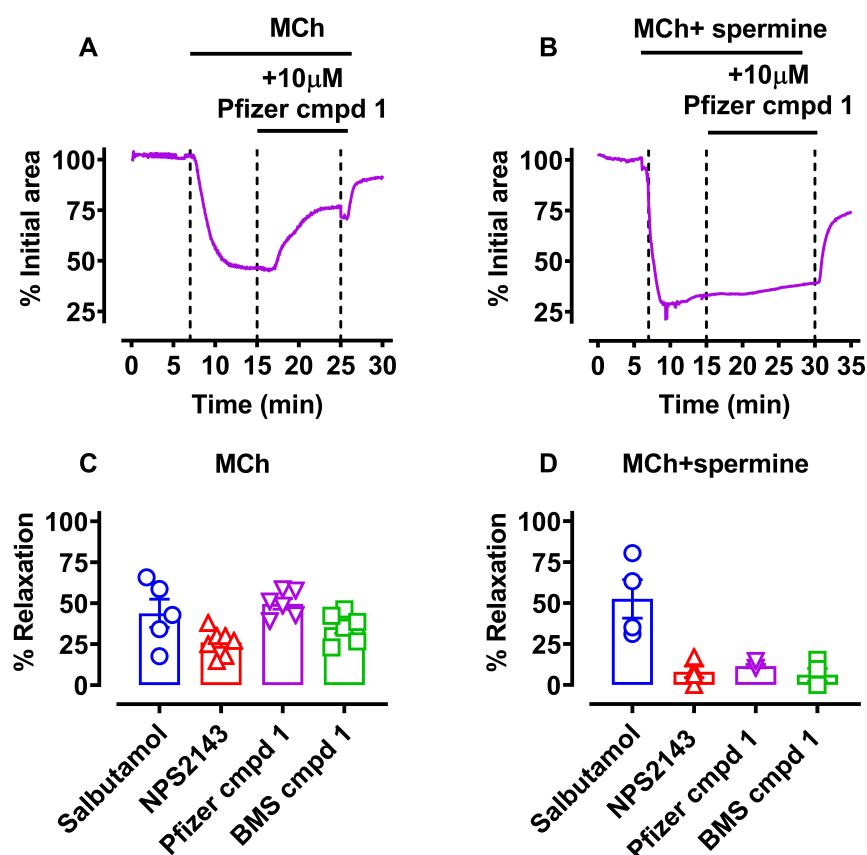 A
MCh
+10μM
Pfizer cmpd 1
% Initial area
100
75
50
25
0 5 10 15 20 25 30
Time (min)
B
MCh+ spermine
+10μM
Pfizer cmpd 1
% Initial area
100
75
50
25
0 5 10 15 20 25 30 35
Time (min)
C
MCh
% Relaxation
100
75
50
25
0
Salbutamol
NPS2143
Pfizer cmpd 1
BMS cmpd 1
D
MCh+spermine
% Relaxation
100
75
50
25
0
Salbutamol
NPS2143
Pfizer cmpd 1
BMS cmpd 1